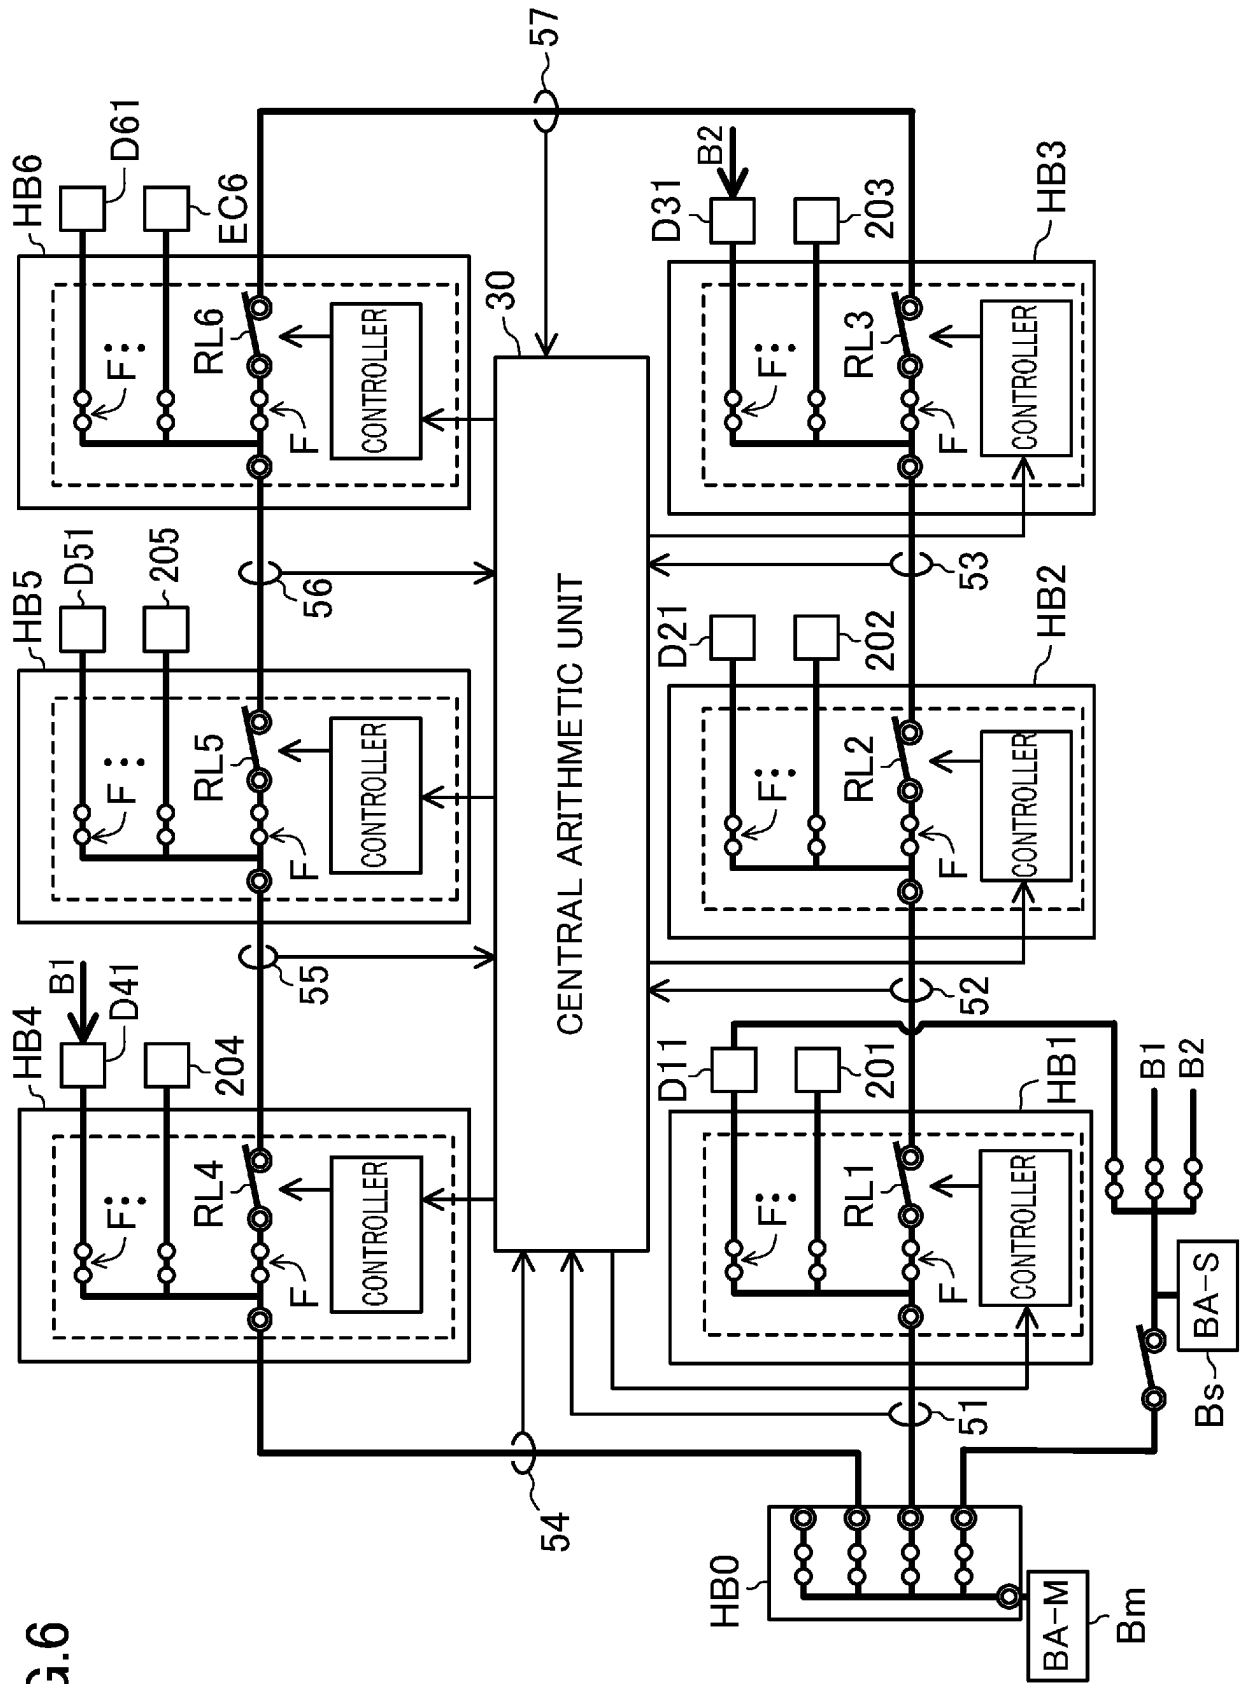 G.6
HB4
B1
D41
204
F
RL4
F
CONTROLLER
HB5
D51
205
F
RL5
F
CONTROLLER
HB6
D61
EC6
F
RL6
F
CONTROLLER
54
55
56
57
30
CENTRAL ARITHMETIC UNIT
HB0
BA-M
Bm
51
D11
201
F
RL1
F
CONTROLLER
HB1
52
D21
202
F
RL2
F
CONTROLLER
HB2
53
D31
B2
203
F
RL3
F
CONTROLLER
HB3
B1
B2
BA-S
Bs